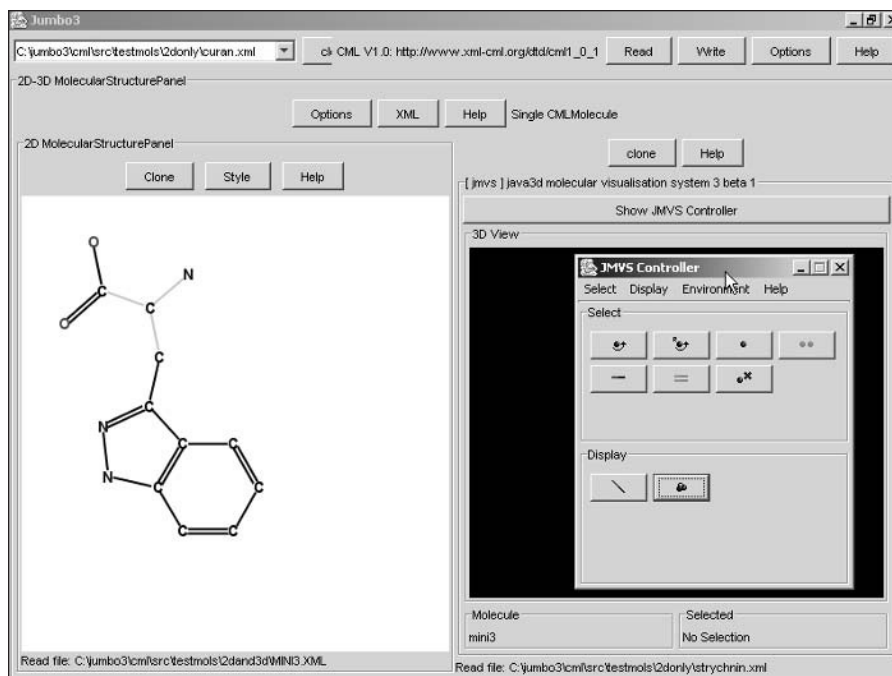 Jumbo3
C:\jumbo3\cml\src\testmols\2donly\curan.xml
CML V1.0: http://www.xml-cml.org/dtd/cml1_0_1
Read
Write
Options
Help
2D-3D MolecularStructurePanel
Options
XML
Help
Single CMLMolecule
2D MolecularStructurePanel
Clone
Style
Help
clone
Help
[ jmvs ] java3d molecular visualisation system 3 beta 1
Show JMVS Controller
3D View
JMVS Controller
Select
Display
Environment
Help
Select
Display
O
N
C
C
O
C
C
N
C
C
N
C
C
C
C
Molecule
mini3
Selected
No Selection
Read file: C:\jumbo3\cml\src\testmols\2dand3d\MINI3.XML
Read file: C:\jumbo3\cml\src\testmols\2donly\strychnin.xml